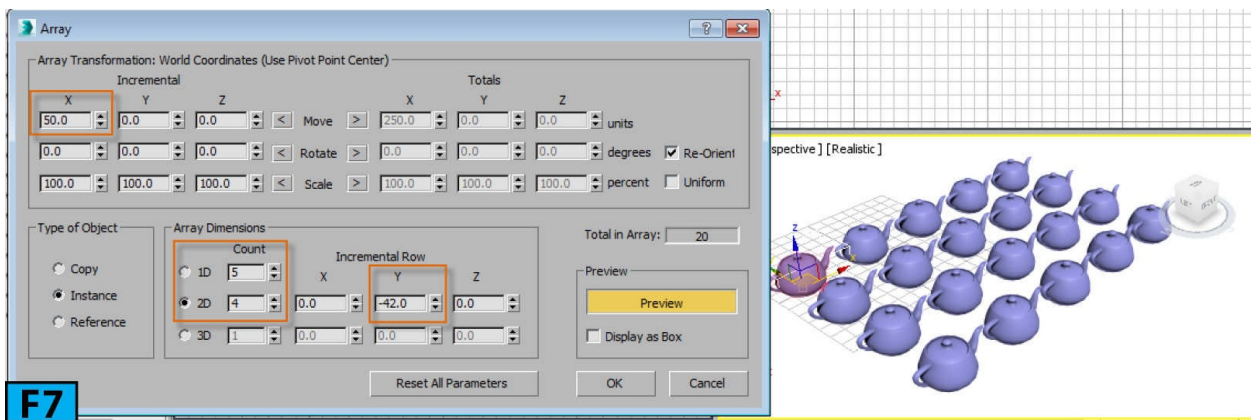 Array
Array Transformation: World Coordinates (Use Pivot Point Center)
Incremental Totals
X Y Z X Y Z
50.0 0.0 0.0 < Move > 250.0 0.0 0.0 units
0.0 0.0 0.0 < Rotate > 0.0 0.0 0.0 degrees Re-Orient
100.0 100.0 100.0 < Scale > 100.0 100.0 100.0 percent Uniform
Type of Object
Copy
Instance
Reference
Array Dimensions
Count
Incremental Row
1D 5 X Y Z
2D 4 0.0 -42.0 0.0
3D 1 0.0 0.0 0.0
Total in Array: 20
Preview
Preview
Display as Box
Reset All Parameters OK Cancel
F7
x
spective ] [Realistic ]
z
x